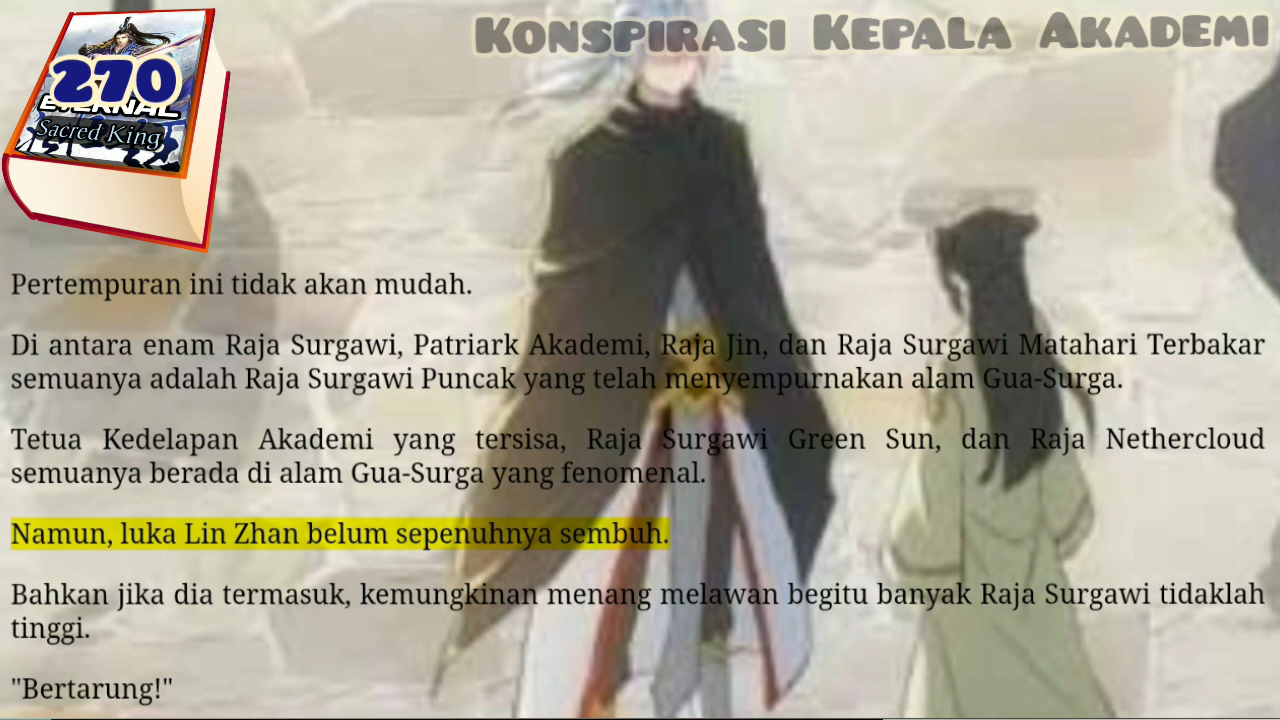 Konspirasi Kepala Akademi
270
ETERNAL
Sacred King
Pertempuran ini tidak akan mudah.
Di antara enam Raja Surgawi, Patriark Akademi, Raja Jin, dan Raja Surgawi Matahari Terbakar
semuanya adalah Raja Surgawi Puncak yang telah menyempurnakan alam Gua-Surga.
Tetua Kedelapan Akademi yang tersisa, Raja Surgawi Green Sun, dan Raja Nethercloud
semuanya berada di alam Gua-Surga yang fenomenal.
Namun, luka Lin Zhan belum sepenuhnya sembuh.
Bahkan jika dia termasuk, kemungkinan menang melawan begitu banyak Raja Surgawi tidaklah
tinggi.
"Bertarung!"